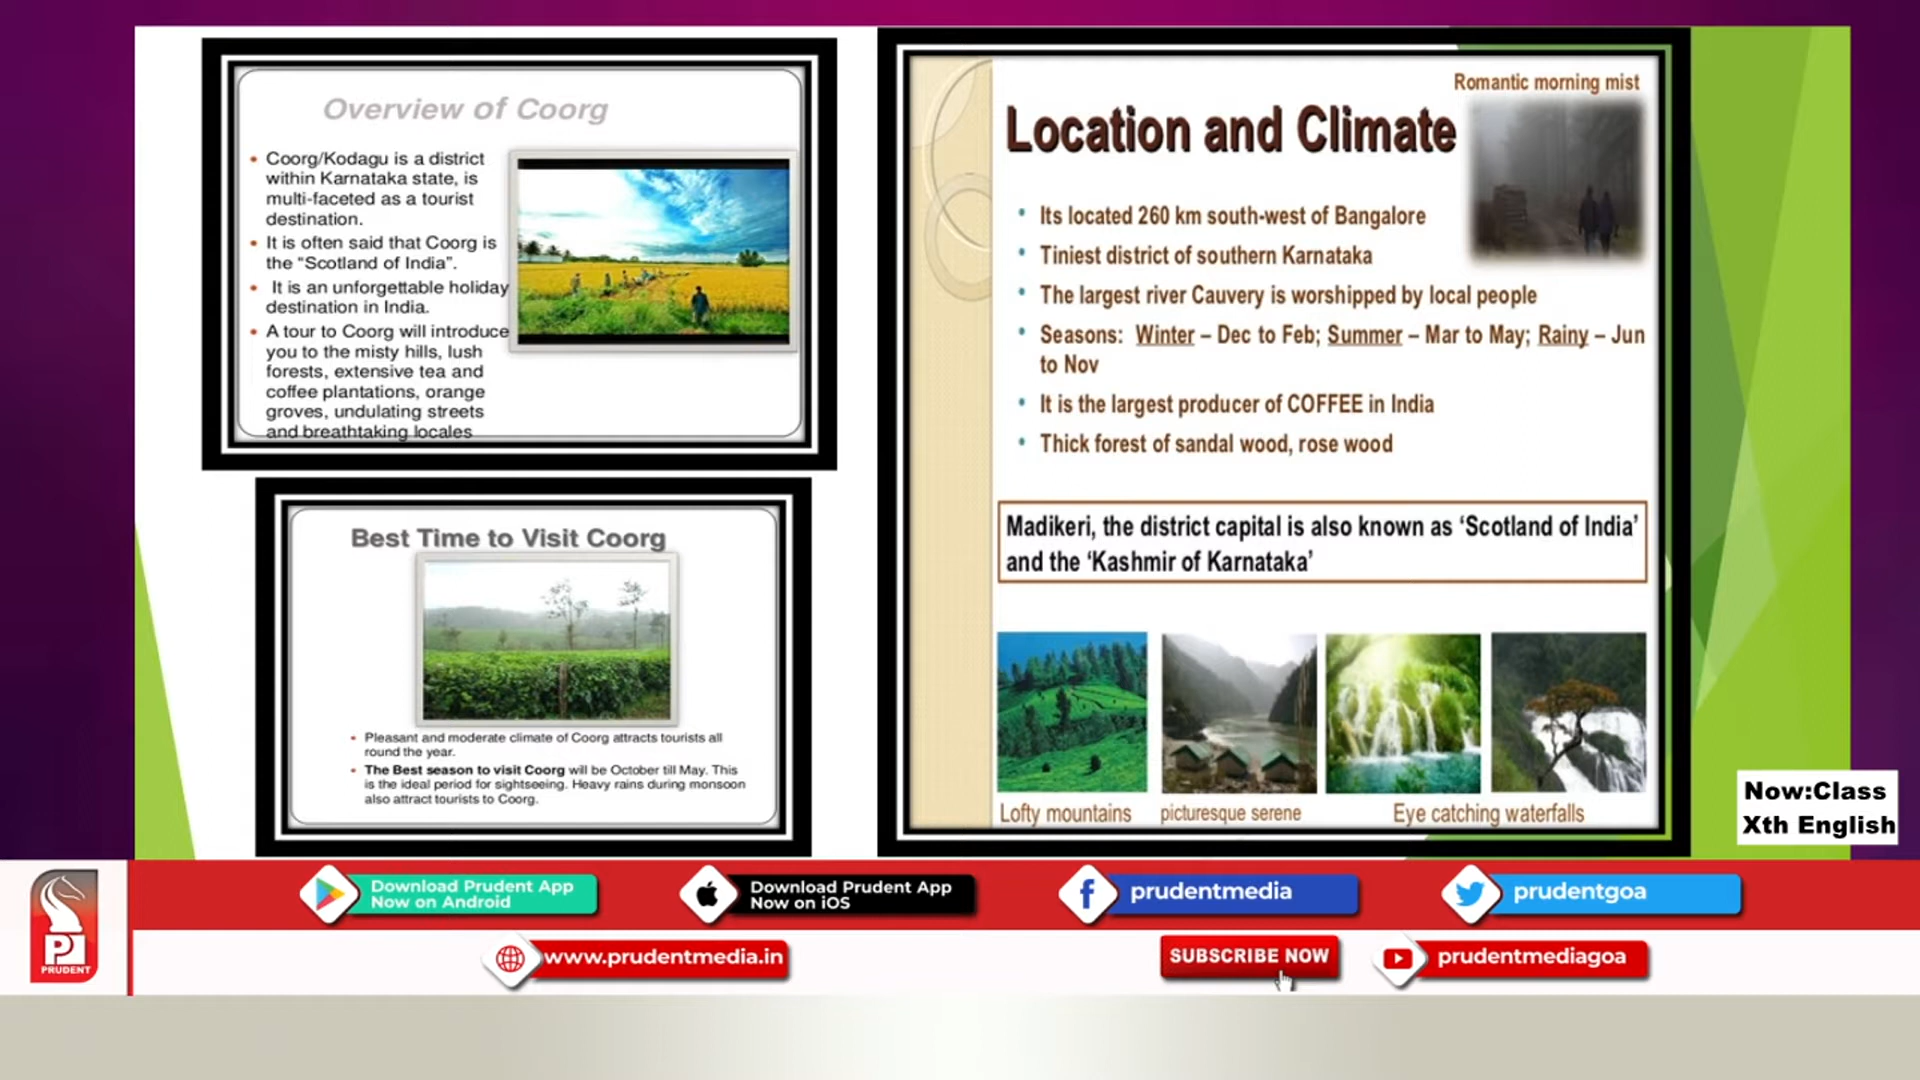 Overview of Coorg
Coorg/Kodagu is a district
within Karnataka state, is
multi-faceted as a tourist
destination.
It is often said that Coorg is
the “Scotland of India”.
It is an unforgettable holiday
destination in India.
A tour to Coorg will introduce
you to the misty hills, lush
forests, extensive tea and
coffee plantations, orange
groves, undulating streets
and breathtaking locales
Best Time to Visit Coorg
Pleasant and moderate climate of Coorg attracts tourists all
round the year.
The Best season to visit Coorg will be October till May. This
is the ideal period for sightseeing. Heavy rains during monsoon
also attract tourists to Coorg.
Romantic morning mist
Location and Climate
Its located 260 km south-west of Bangalore
Tiniest district of southern Karnataka
The largest river Cauvery is worshipped by local people
Seasons: Winter – Dec to Feb; Summer – Mar to May; Rainy – Jun
to Nov
It is the largest producer of COFFEE in India
Thick forest of sandal wood, rose wood
Madikeri, the district capital is also known as ‘Scotland of India’
and the ‘Kashmir of Karnataka’
Lofty mountains
picturesque serene
Eye catching waterfalls
Now:Class
Xth English
PRUDENT
Download Prudent App
Now on Android
Download Prudent App
Now on iOS
prudentmedia
prudentgoa
www.prudentmedia.in
SUBSCRIBE NOW
prudentmediagoa